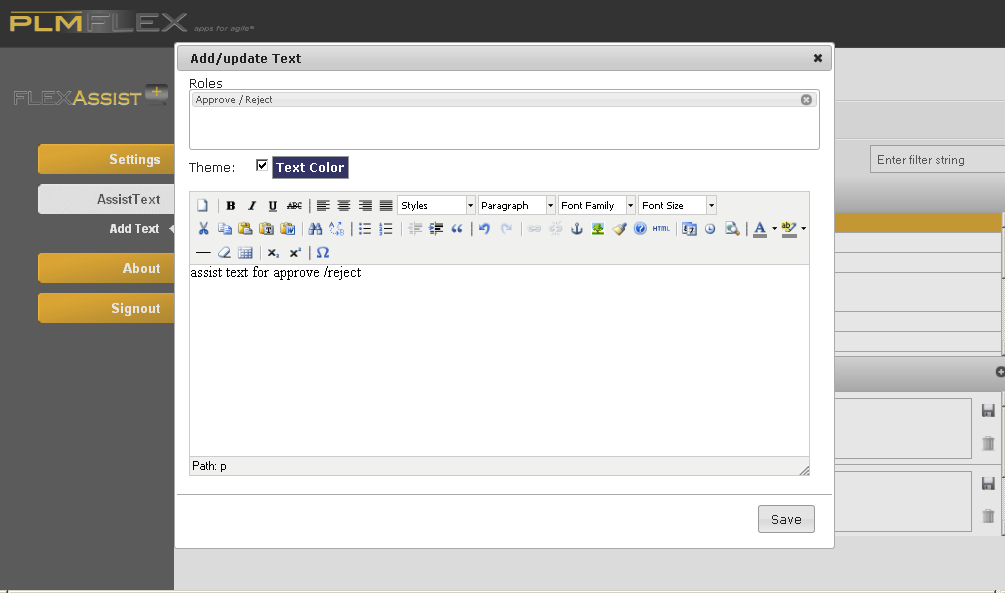 PLMFLEX apps for agile®
Add/update Text
Roles
Approve / Reject
FLEXASSIST
Theme: Text Color
Settings
Enter filter string
AssistText
Styles Paragraph Font Family Font Size
Add Text
HTML
assist text for approve /reject
About
Signout
Path: p
Save